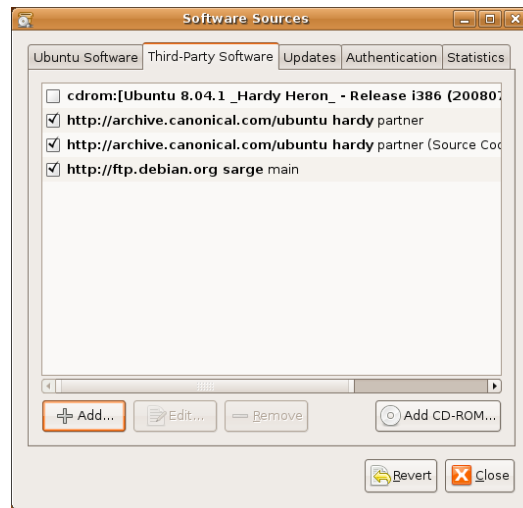 Software Sources
Ubuntu Software Third-Party Software Updates Authentication Statistics
cdrom:[Ubuntu 8.04.1 _Hardy Heron_ - Release i386 (200807
http://archive.canonical.com/ubuntu hardy partner
http://archive.canonical.com/ubuntu hardy partner (Source Cod
http://ftp.debian.org sarge main
Add... Edit... Remove Add CD-ROM...
Revert Close